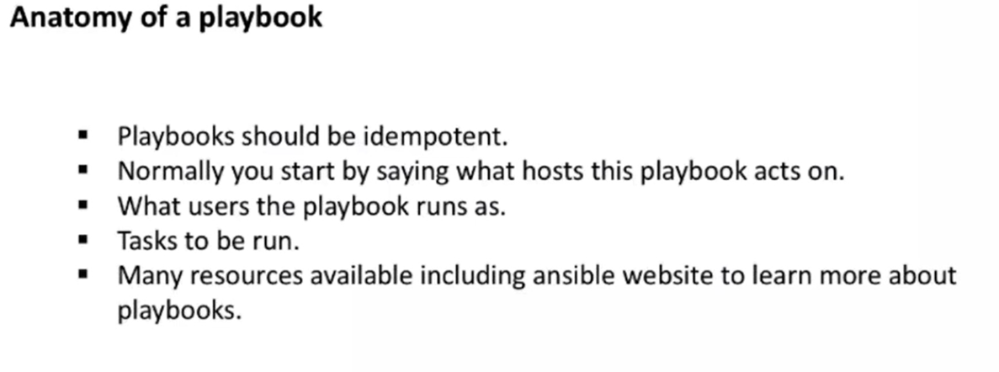 Anatomy of a playbook
▪ Playbooks should be idempotent.
▪ Normally you start by saying what hosts this playbook acts on.
▪ What users the playbook runs as.
▪ Tasks to be run.
▪ Many resources available including ansible website to learn more about
playbooks.